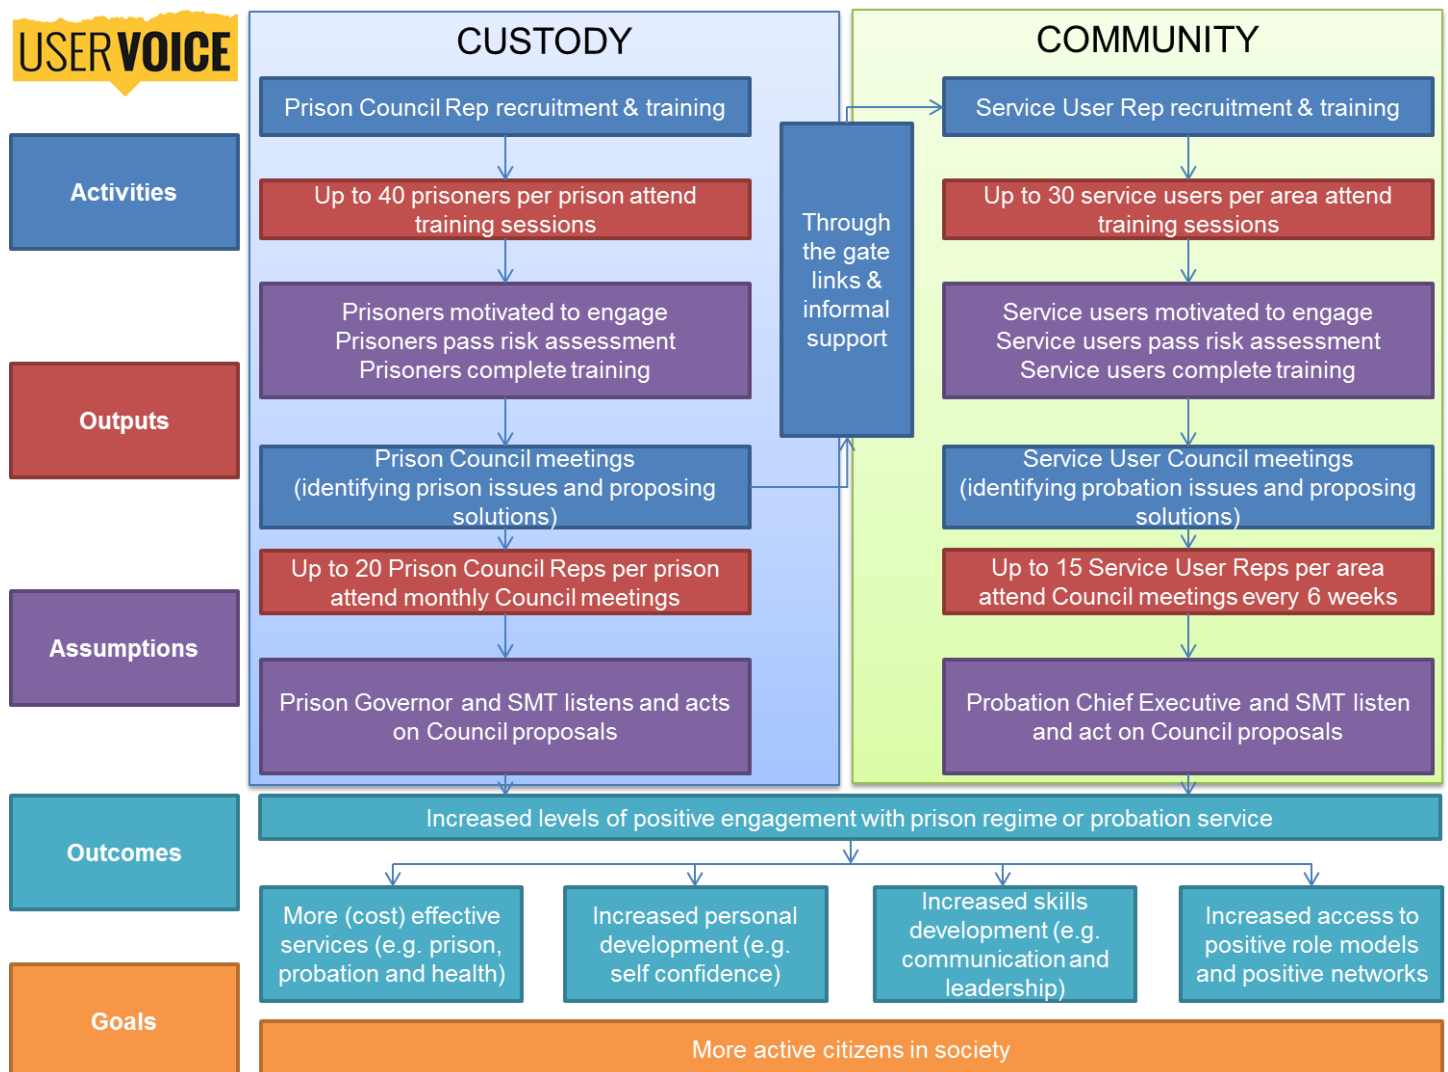 USER VOICE
CUSTODY
COMMUNITY
Activities
Outputs
Assumptions
Outcomes
Goals
Prison Council Rep recruitment & training
Up to 40 prisoners per prison attend
training sessions
Prisoners motivated to engage
Prisoners pass risk assessment
Prisoners complete training
Prison Council meetings
(identifying prison issues and proposing
solutions)
Up to 20 Prison Council Reps per prison
attend monthly Council meetings
Prison Governor and SMT listens and acts
on Council proposals
Through
the gate
links &
informal
support
Service User Rep recruitment & training
Up to 30 service users per area attend
training sessions
Service users motivated to engage
Service users pass risk assessment
Service users complete training
Service User Council meetings
(identifying probation issues and proposing
solutions)
Up to 15 Service User Reps per area
attend Council meetings every 6 weeks
Probation Chief Executive and SMT listen
and act on Council proposals
Increased levels of positive engagement with prison regime or probation service
More (cost) effective
services (e.g. prison,
probation and health)
Increased personal
development (e.g.
self confidence)
Increased skills
development (e.g.
communication and
leadership)
Increased access to
positive role models
and positive networks
More active citizens in society